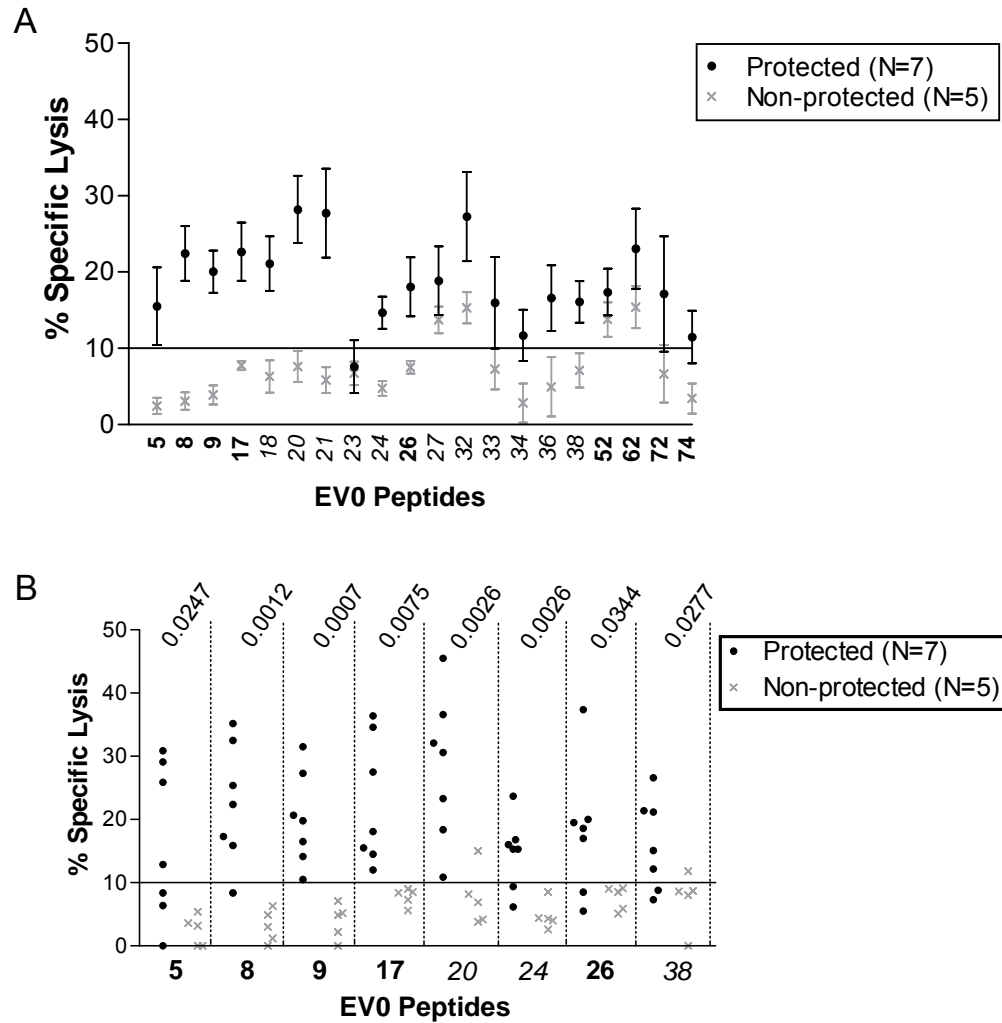 A
50
40
30
20
10
0
% Specific Lysis
Protected (N=7)
Non-protected (N=5)
5 8 9 17 18 20 21 23 24 26 27 32 33 34 36 38 52 62 72 74
EV0 Peptides
B
0.0247 0.0012 0.0007 0.0075 0.0026 0.0026 0.0344 0.0277
50
40
30
20
10
0
% Specific Lysis
Protected (N=7)
Non-protected (N=5)
5 8 9 17 20 24 26 38
EV0 Peptides